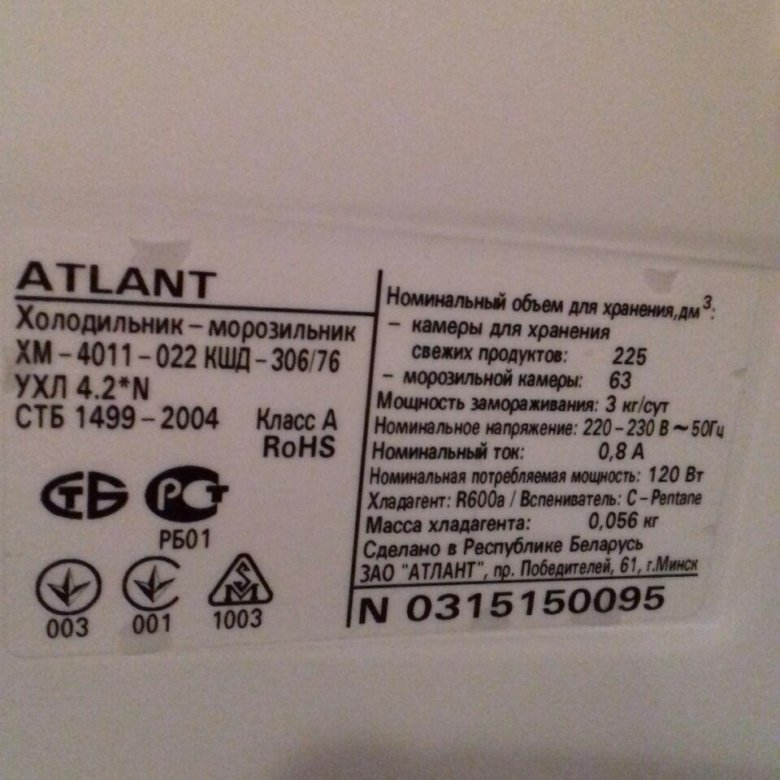 ATLANT
Холодильник – морозильник
ХМ – 4011 – 022 КШД – 306/76
УХЛ 4.2*N
СТБ 1499 – 2004 Класс А
RoHS
СТБ РСТ
РБ01
003 001 1003
Номинальный объем для хранения, дм³:
– камеры для хранения
свежих продуктов: 225
– морозильной камеры: 63
Мощность замораживания: 3 кг/сут
Номинальное напряжение: 220 – 230 В ~ 50Гц
Номинальный ток: 0,8 А
Номинальная потребляемая мощность: 120 Вт
Хладагент: R600a / Вспениватель: C – Pentane
Масса хладагента: 0,056 кг
Сделано в Республике Беларусь
ЗАО "АТЛАНТ", пр. Победителей, 61, г.Минск
N 0315150095